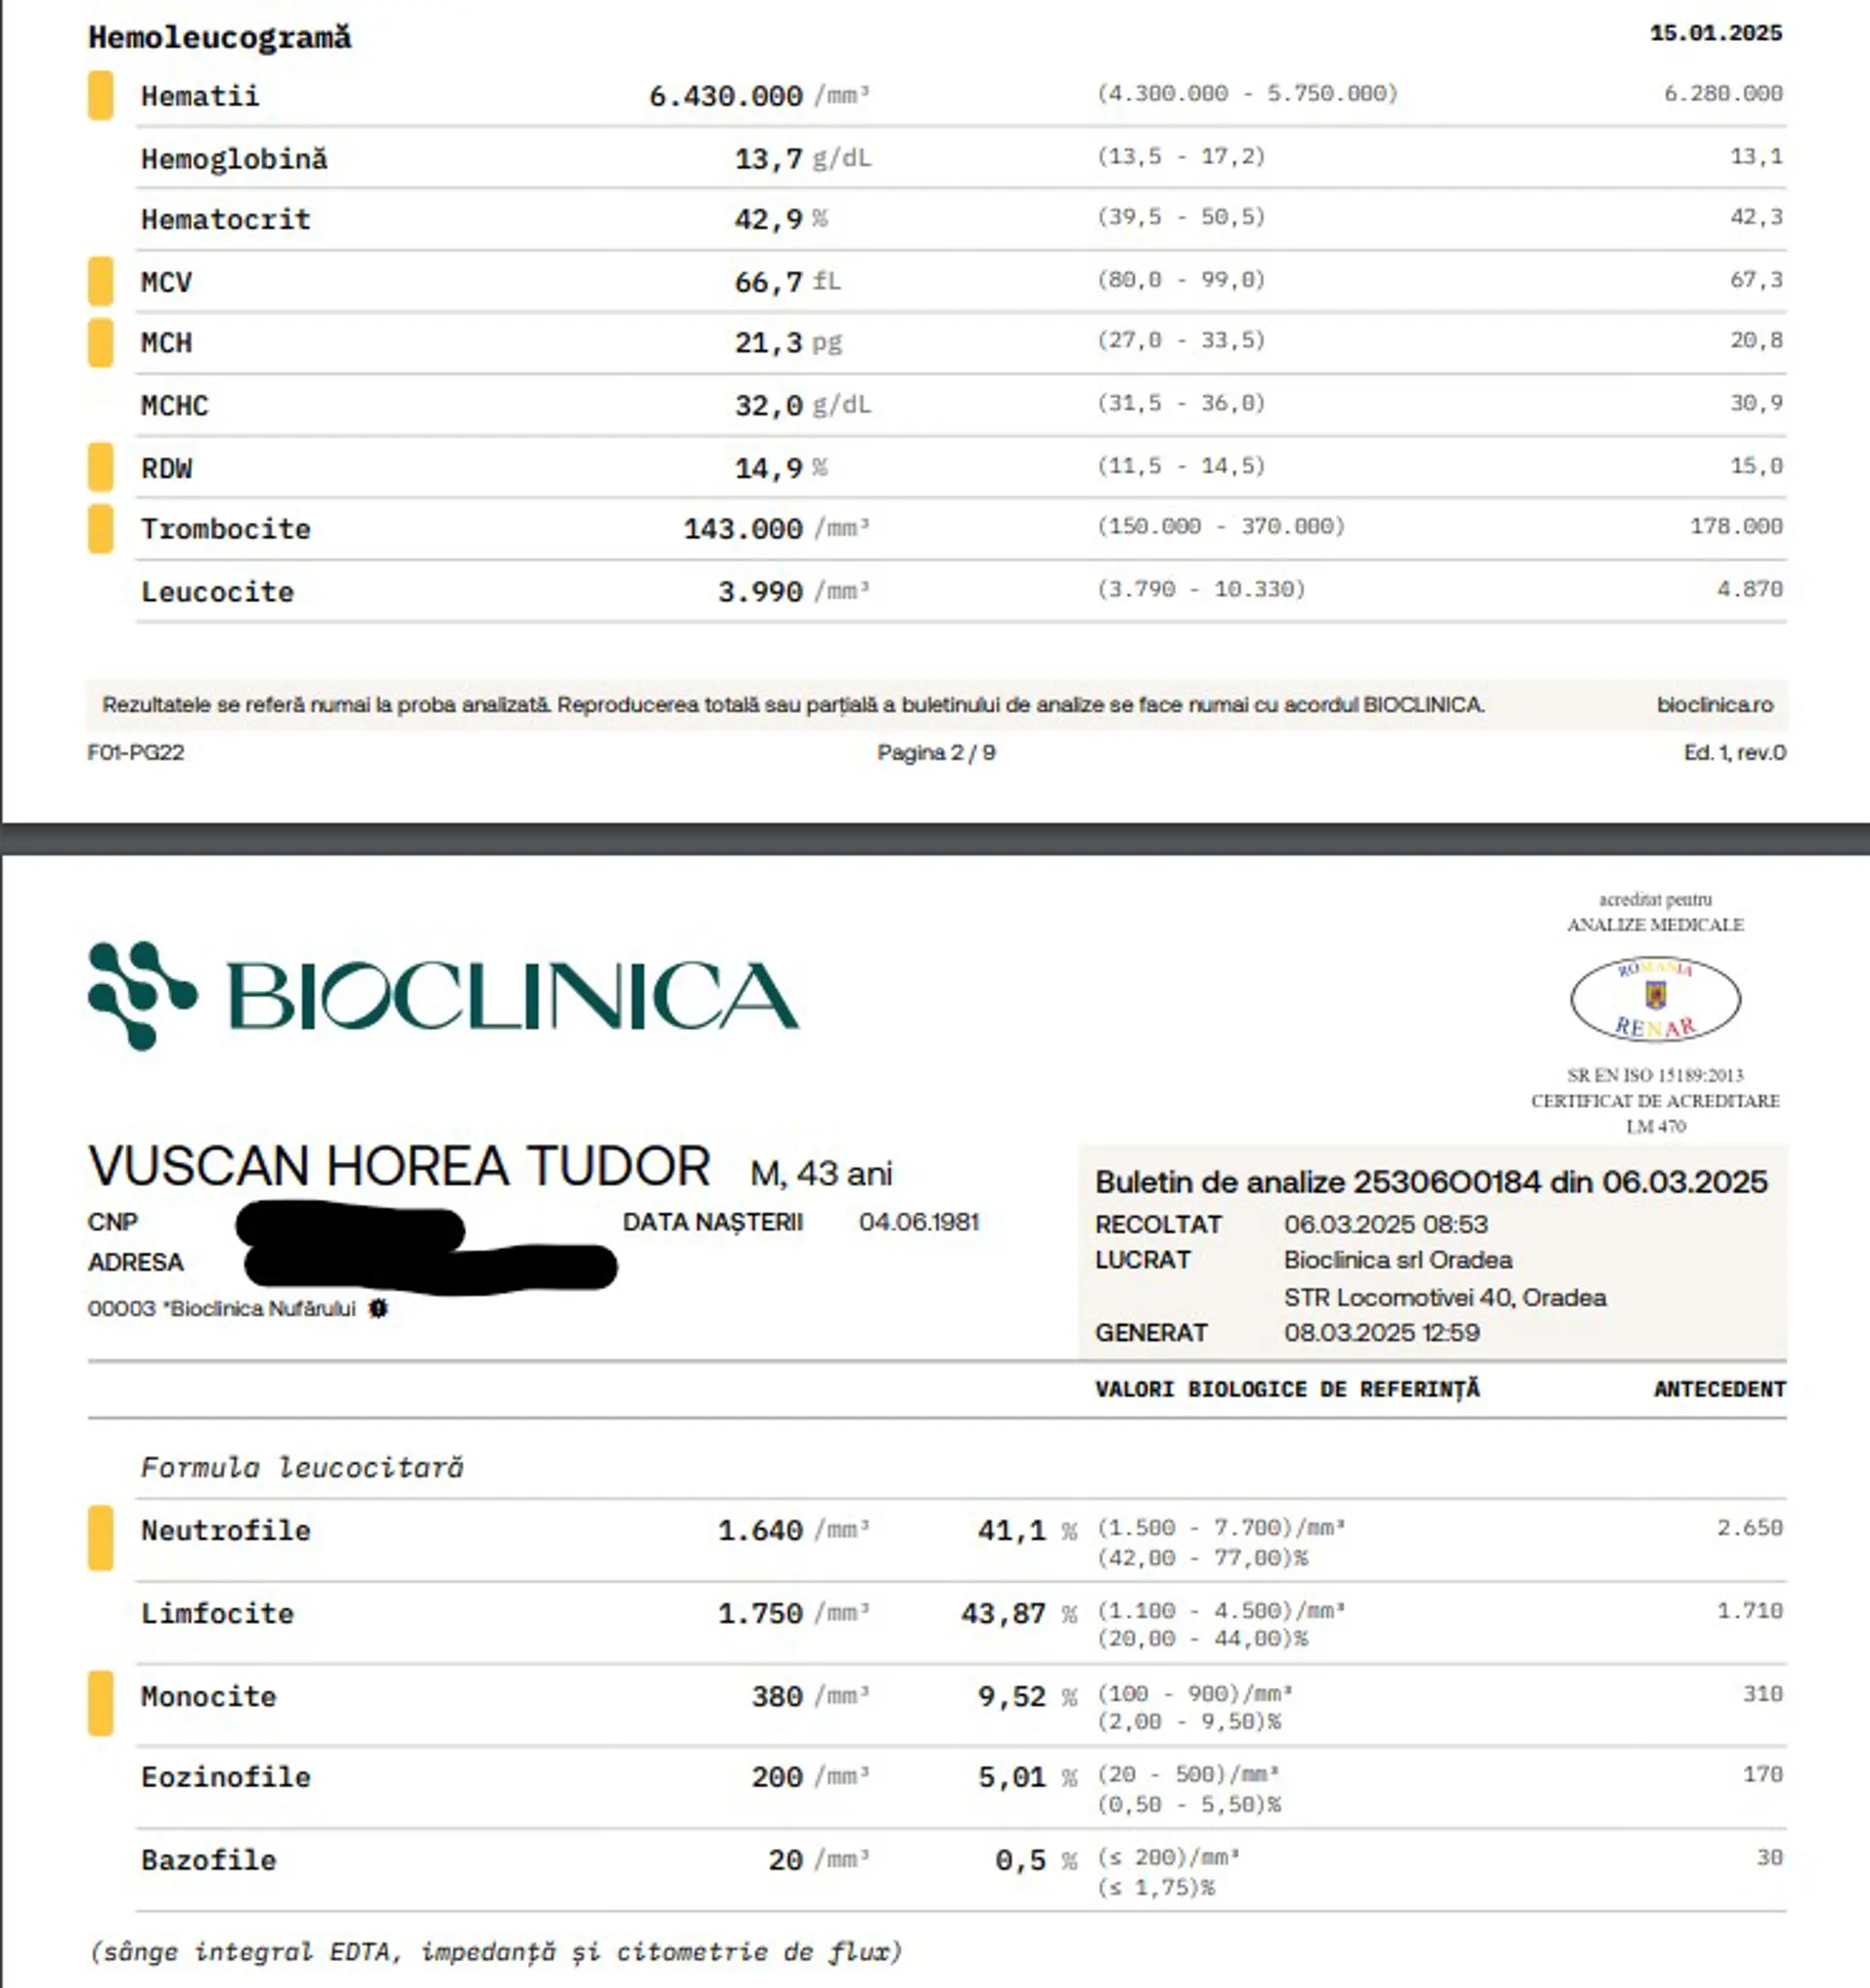 Hemoleucogramă 15.01.2025
Hematii 6.430.000 /mm³ (4.300.000 - 5.750.000) 6.280.000
Hemoglobină 13,7 g/dL (13,5 - 17,2) 13,1
Hematocrit 42,9 % (39,5 - 50,5) 42,3
MCV 66,7 fL (80,0 - 99,0) 67,3
MCH 21,3 pg (27,0 - 33,5) 20,8
MCHC 32,0 g/dL (31,5 - 36,0) 30,9
RDW 14,9 % (11,5 - 14,5) 15,0
Trombocite 143.000 /mm³ (150.000 - 370.000) 178.000
Leucocite 3.990 /mm³ (3.790 - 10.330) 4.870
Rezultatele se referă numai la proba analizată. Reproducerea totală sau parțială a buletinului de analize se face numai cu acordul BIOCLINICA. bioclinica.ro
F01-PG22 Pagina 2 / 9 Ed. 1, rev.0
acreditat pentru
ANALIZE MEDICALE
BIOCLINICA
ROMANIA
RENAR
SR EN ISO 15189:2013
CERTIFICAT DE ACREDITARE
LM 470
VUSCAN HOREA TUDOR M, 43 ani
CNP DATA NAȘTERII 04.06.1981
ADRESA
00003 *Bioclinica Nufărului
Buletin de analize 25306O0184 din 06.03.2025
RECOLTAT 06.03.2025 08:53
LUCRAT Bioclinica srl Oradea
STR Locomotivei 40, Oradea
GENERAT 08.03.2025 12:59
VALORI BIOLOGICE DE REFERINȚĂ ANTECEDENT
Formula leucocitară
Neutrofile 1.640 /mm³ 41,1 % (1.500 - 7.700)/mm³ 2.650
(42,00 - 77,00)%
Limfocite 1.750 /mm³ 43,87 % (1.100 - 4.500)/mm³ 1.710
(20,00 - 44,00)%
Monocite 380 /mm³ 9,52 % (100 - 900)/mm³ 310
(2,00 - 9,50)%
Eozinofile 200 /mm³ 5,01 % (20 - 500)/mm³ 170
(0,50 - 5,50)%
Bazofile 20 /mm³ 0,5 % (≤ 200)/mm³ 30
(≤ 1,75)%
(sânge integral EDTA, impedanță și citometrie de flux)